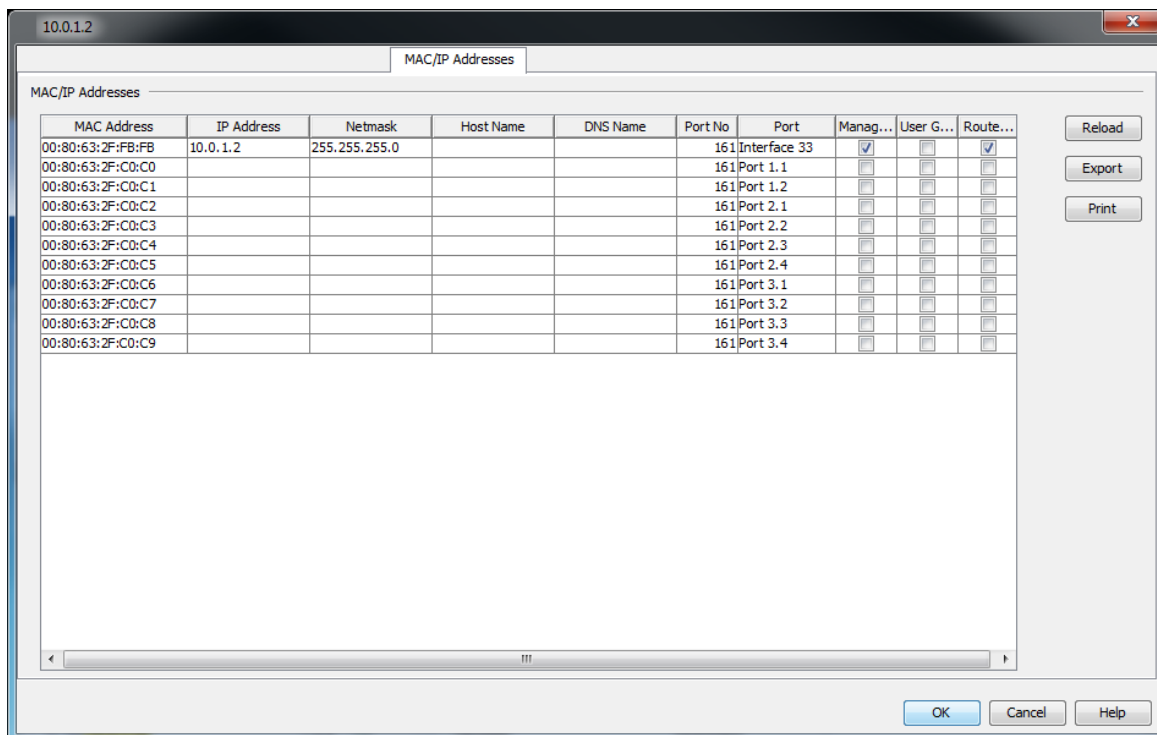 10.0.1.2
MAC/IP Addresses
MAC/IP Addresses
MAC Address IP Address Netmask Host Name DNS Name Port No Port Manag... User G... Route...
00:80:63:2F:FB:FB 10.0.1.2 255.255.255.0 161 Interface 33
00:80:63:2F:C0:C0 161 Port 1.1
00:80:63:2F:C0:C1 161 Port 1.2
00:80:63:2F:C0:C2 161 Port 2.1
00:80:63:2F:C0:C3 161 Port 2.2
00:80:63:2F:C0:C4 161 Port 2.3
00:80:63:2F:C0:C5 161 Port 2.4
00:80:63:2F:C0:C6 161 Port 3.1
00:80:63:2F:C0:C7 161 Port 3.2
00:80:63:2F:C0:C8 161 Port 3.3
00:80:63:2F:C0:C9 161 Port 3.4
Reload
Export
Print
OK Cancel Help